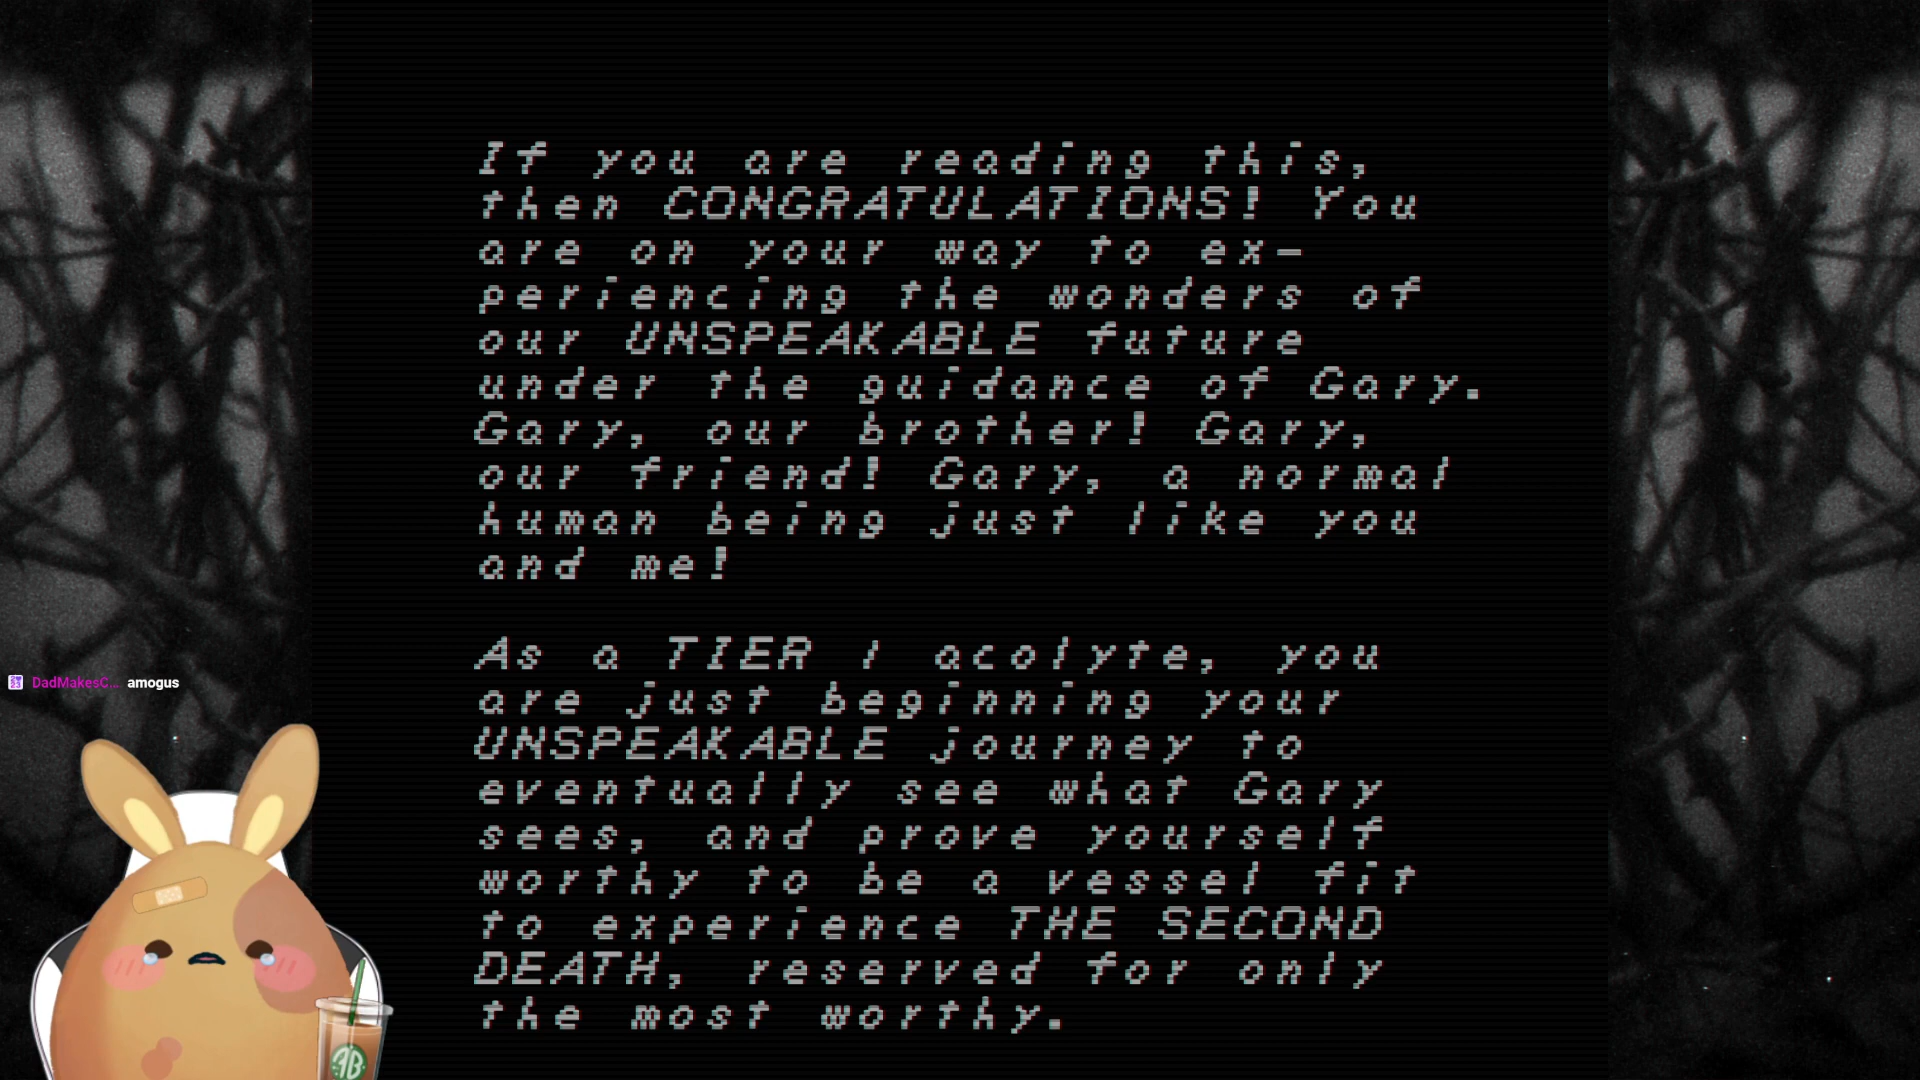 If you are reading this,
then CONGRATULATIONS! You
are on your way to ex-
periencing the wonders of
our UNSPEAKABLE future
under the guidance of Gary.
Gary, our brother! Gary,
our friend! Gary, a normal
human being just like you
and me!
As a TIER 1 acolyte, you
are just beginning your
UNSPEAKABLE journey to
eventually see what Gary
sees, and prove yourself
worthy to be a vessel fit
to experience THE SECOND
DEATH, reserved for only
the most worthy.
DadMakesC... amogus
AB